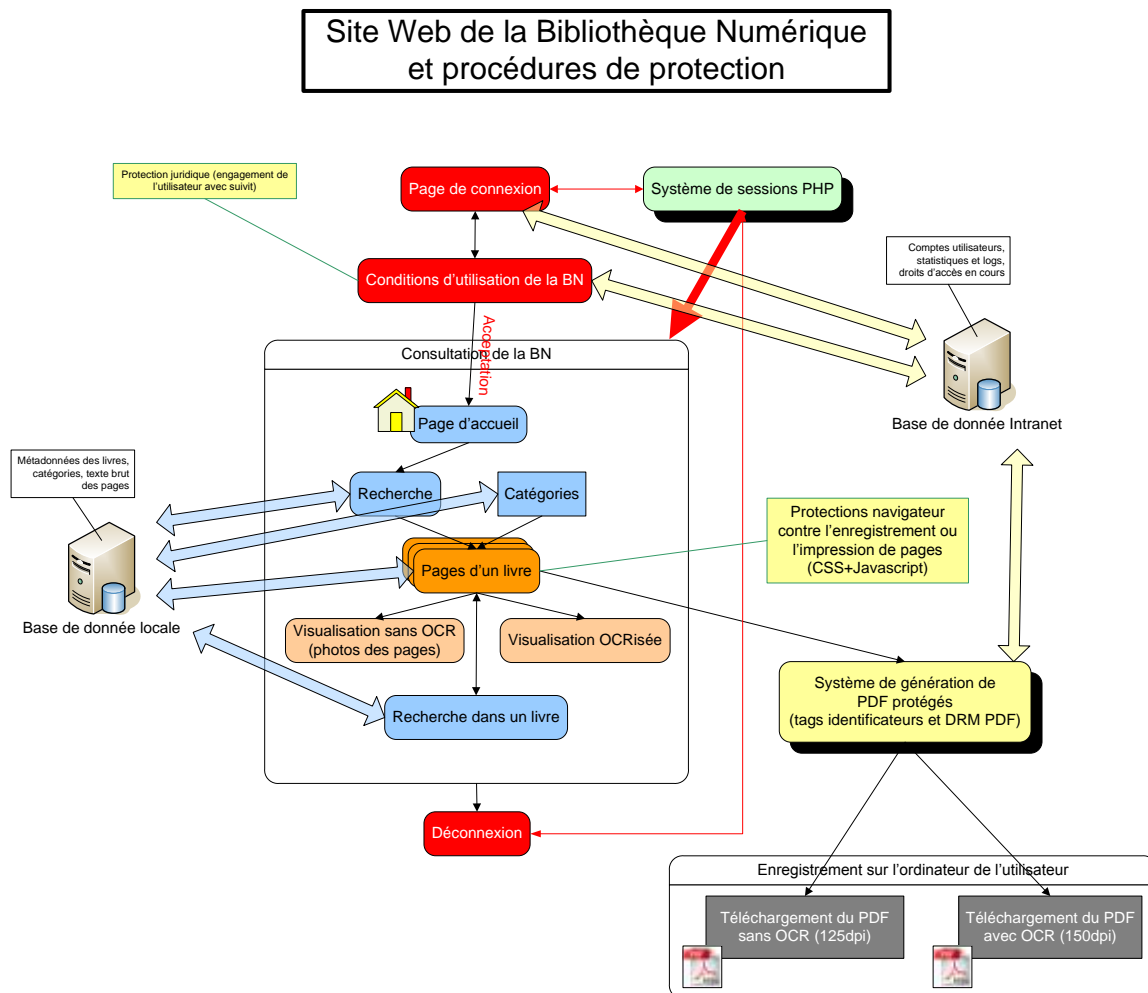 Site Web de la Bibliothèque Numérique
et procédures de protection
Protection juridique (engagement de
l'utilisateur avec suivit)
Page de connexion
Système de sessions PHP
Comptes utilisateurs,
statistiques et logs,
droits d'accès en cours
Conditions d'utilisation de la BN
Acceptation
Consultation de la BN
Base de donnée Intranet
Page d'accueil
Métadonnées des livres,
catégories, texte brut
des pages
Recherche
Catégories
Protections navigateur
contre l'enregistrement ou
l'impression de pages
(CSS+Javascript)
Pages d'un livre
Base de donnée locale
Visualisation sans OCR
(photos des pages)
Visualisation OCRisée
Système de génération de
PDF protégés
(tags identificateurs et DRM PDF)
Recherche dans un livre
Déconnexion
Enregistrement sur l'ordinateur de l'utilisateur
Téléchargement du PDF
sans OCR (125dpi)
Téléchargement du PDF
avec OCR (150dpi)